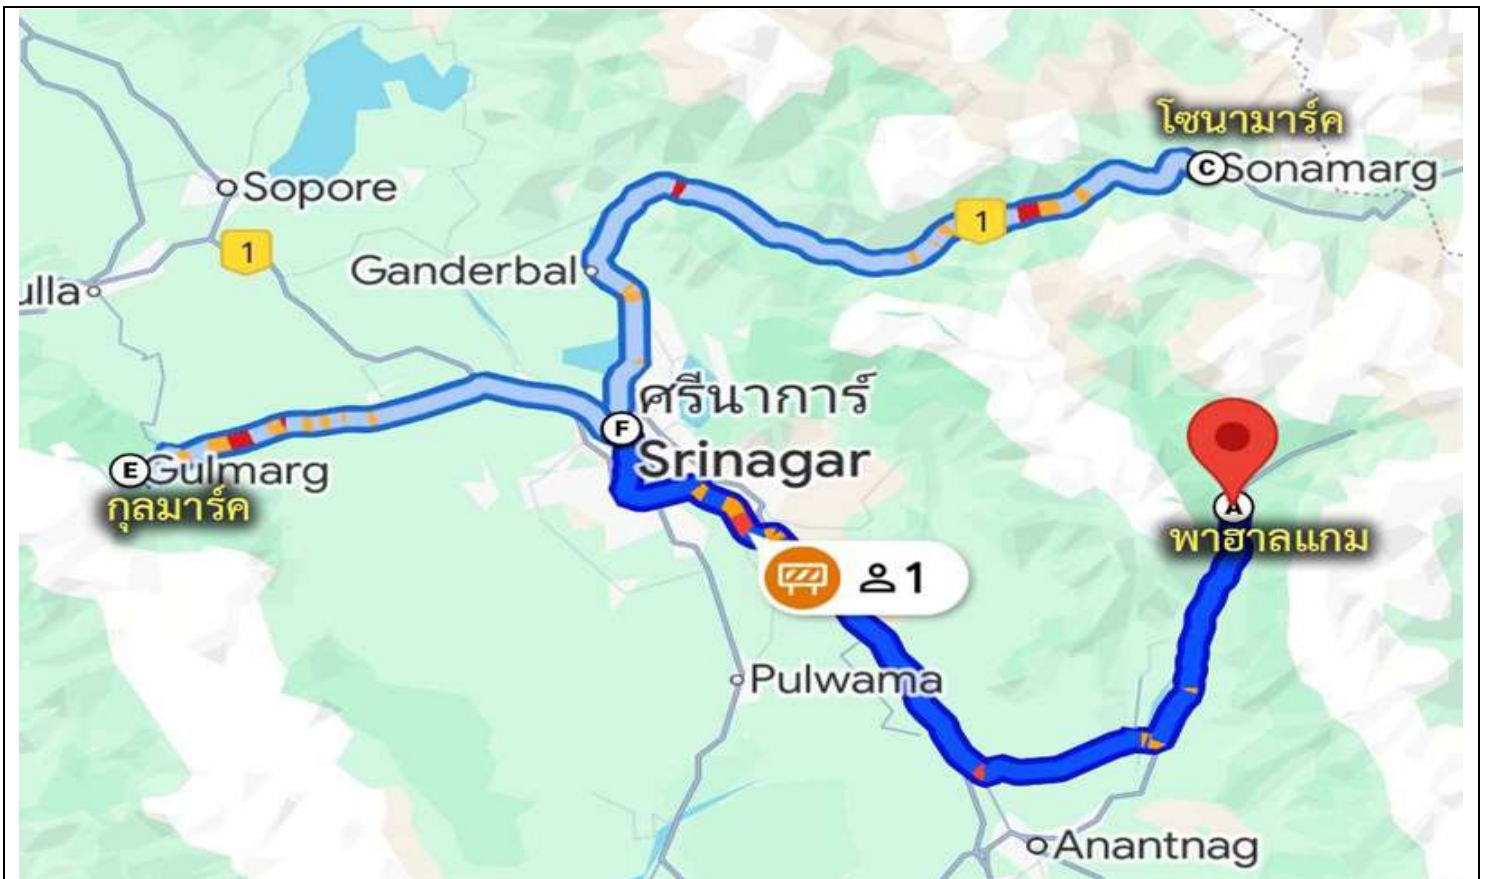 โซนามาร์ค
C
Sonamarg
Sopore
1
1
Ganderbal
ulla
ศรีนาการ์
F
Srinagar
E
Gulmarg
กุลมาร์ค
A
พาฮาลแกม
1
Pulwama
Anantnag